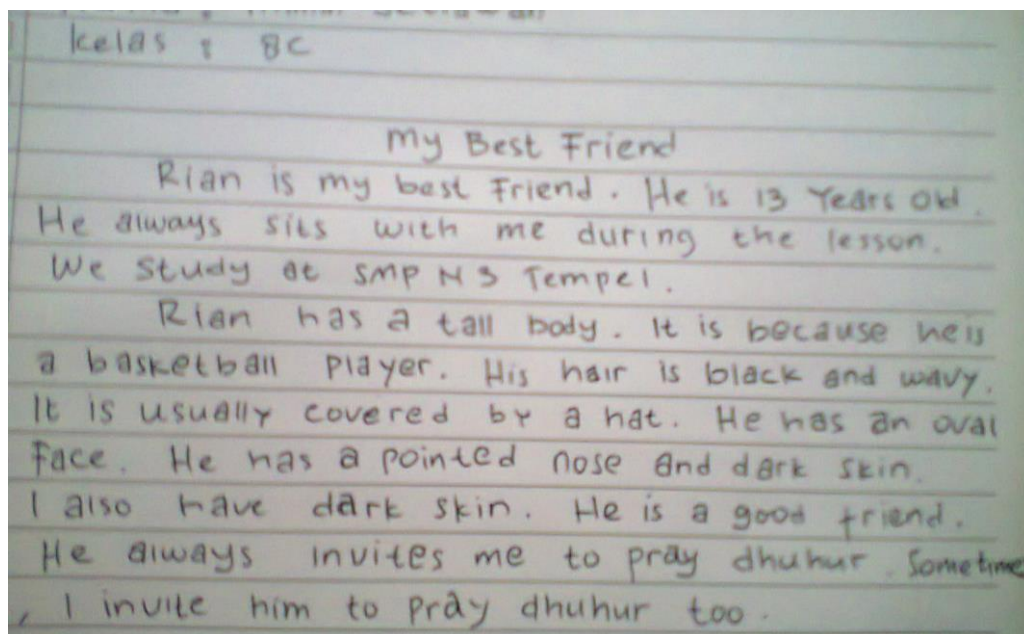 kelas : 8C
My Best Friend
Rian is my best Friend. He is 13 Years old.
He always sits with me during the lesson.
We study at SMP N 3 Tempel.
Rian has a tall body. It is because he is
a basketball player. His hair is black and wavy.
It is usually covered by a hat. He has an oval
Face. He has a pointed nose and dark skin.
I also have dark skin. He is a good friend.
He always invites me to pray dhuhur. Sometime
, I invite him to pray dhuhur too.